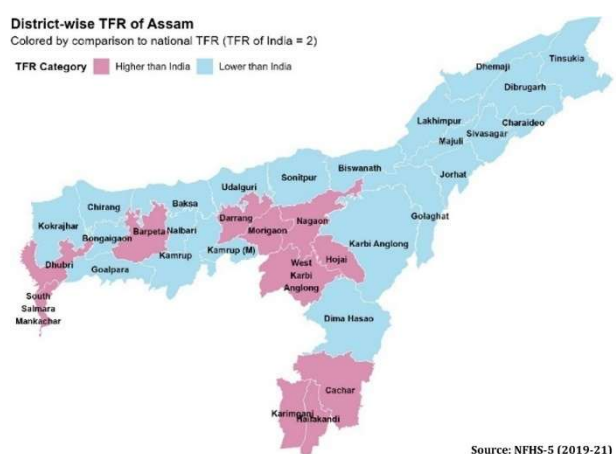 District-wise TFR of Assam
Colored by comparison to national TFR (TFR of India = 2)
TFR Category Higher than India Lower than India
Tinsukia
Dhemaji
Dibrugarh
Lakhimpur
Charaideo
Sivasagar
Majuli
Jorhat
Biswanath
Sonitpur
Udalguri
Baksa
Chirang
Kokrajhar
Bongaigaon
Barpeta
Nalbari
Darrang
Morigaon
Nagaon
Golaghat
Karbi Anglong
Kamrup (M)
Kamrup
Goalpara
Dhubri
West
Karbi
Anglong
Hojai
South
Salmara
Mankachar
Dima Hasao
Cachar
Karimganj
Hailakandi
Source: NFHS-5 (2019-21)